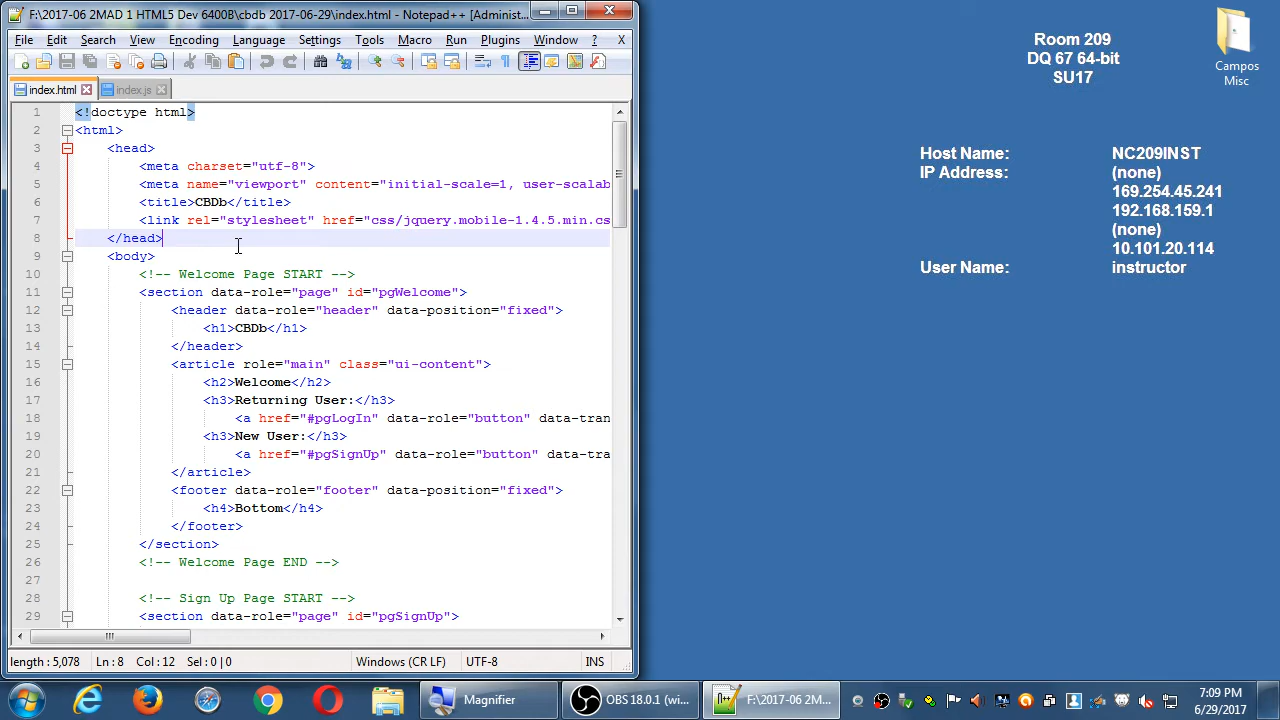 F:\2017-06 2MAD 1 HTML5 Dev 6400B\cbdb 2017-06-29\index.html - Notepad++ [Administ...
File Edit Search View Encoding Language Settings Tools Macro Run Plugins Window ? X
index.html index.js
1 <!doctype html>
2 <html>
3 <head>
4 <meta charset="utf-8">
5 <meta name="viewport" content="initial-scale=1, user-scalab
6 <title>CBDb</title>
7 <link rel="stylesheet" href="css/jquery.mobile-1.4.5.min.cs
8 </head>
9 <body>
10 <!-- Welcome Page START -->
11 <section data-role="page" id="pgWelcome">
12 <header data-role="header" data-position="fixed">
13 <h1>CBDb</h1>
14 </header>
15 <article role="main" class="ui-content">
16 <h2>Welcome</h2>
17 <h3>Returning User:</h3>
18 <a href="#pgLogIn" data-role="button" data-tran
19 <h3>New User:</h3>
20 <a href="#pgSignUp" data-role="button" data-tra
21 </article>
22 <footer data-role="footer" data-position="fixed">
23 <h4>Bottom</h4>
24 </footer>
25 </section>
26 <!-- Welcome Page END -->
27
28 <!-- Sign Up Page START -->
29 <section data-role="page" id="pgSignUp">
length : 5,078 Ln : 8 Col : 12 Sel : 0 | 0 Windows (CR LF) UTF-8 INS
Room 209
DQ 67 64-bit
SU17
Campos
Misc
Host Name: NC209INST
IP Address: (none)
169.254.45.241
192.168.159.1
(none)
10.101.20.114
User Name: instructor
Magnifier
OBS 18.0.1 (wi...
F:\2017-06 2M...
7:09 PM
6/29/2017